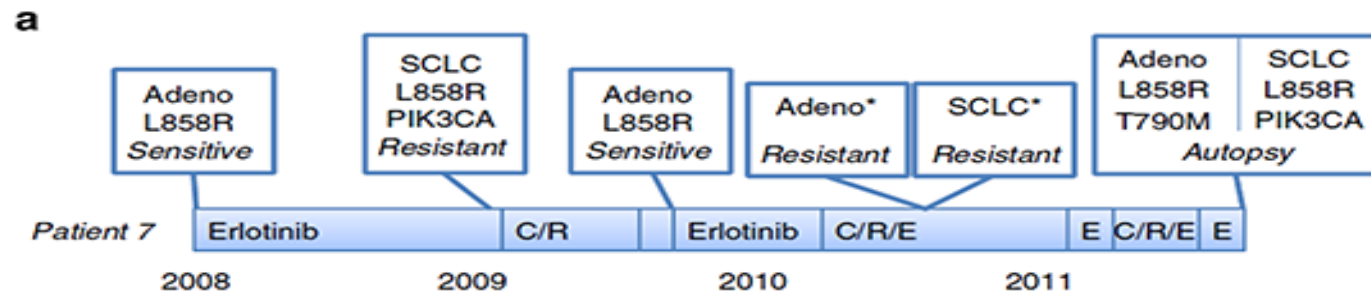 a
Adeno
L858R
Sensitive
SCLC
L858R
PIK3CA
Resistant
Adeno
L858R
Sensitive
Adeno*
Resistant
SCLC*
Resistant
Adeno
L858R
T790M
SCLC
L858R
PIK3CA
Autopsy
Patient 7
Erlotinib
C/R
Erlotinib
C/R/E
E
C/R/E
E
2008
2009
2010
2011